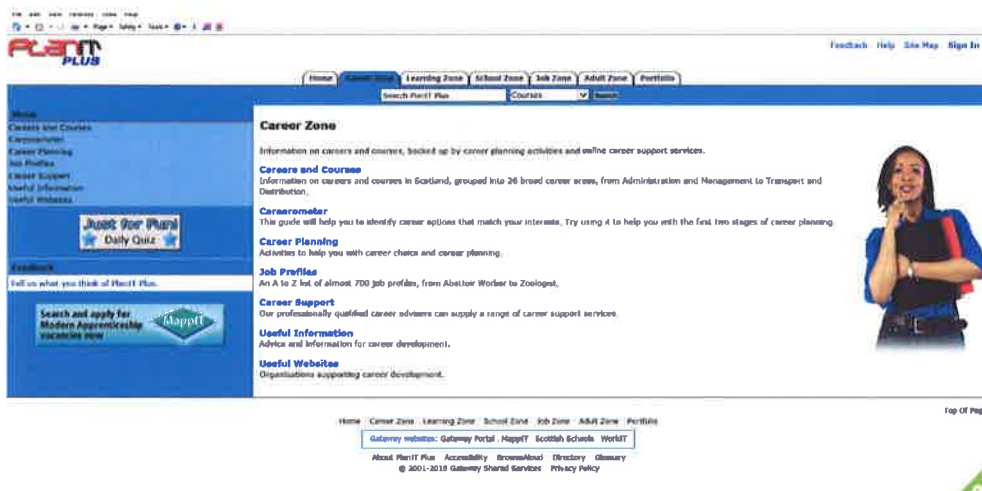 PlanIT
PLUS
Feedback Help Site Map Sign In
Home Career Zone Learning Zone School Zone Job Zone Adult Zone Portfolio
Search PlanIT Plus Courses Search
Menu
Careers and Courses
Careerometer
Career Planning
Job Profiles
Career Support
Useful Information
Useful Websites
Just for Fun!
Daily Quiz
Feedback
Tell us what you think of PlanIT Plus.
Search and apply for
Modern Apprenticeship
vacancies now
MappIT
Career Zone
Information on careers and courses, backed up by career planning activities and online career support services.
Careers and Courses
Information on careers and courses in Scotland, grouped into 26 broad career areas, from Administration and Management to Transport and
Distribution.
Careerometer
This guide will help you to identify career options that match your interests. Try using it to help you with the first two stages of career planning.
Career Planning
Activities to help you with career choice and career planning.
Job Profiles
An A to Z list of almost 700 job profiles, from Abattoir Worker to Zoologist.
Career Support
Our professionally qualified career advisers can supply a range of career support services.
Useful Information
Advice and information for career development.
Useful Websites
Organisations supporting career development.
Top Of Pag
Home Career Zone Learning Zone School Zone Job Zone Adult Zone Portfolio
Gateway websites: Gateway Portal MappIT Scottish Schools WorkIT
About PlanIT Plus Accessibility BrowseAloud Directory Glossary
© 2001-2018 Gateway Shared Services Privacy Policy